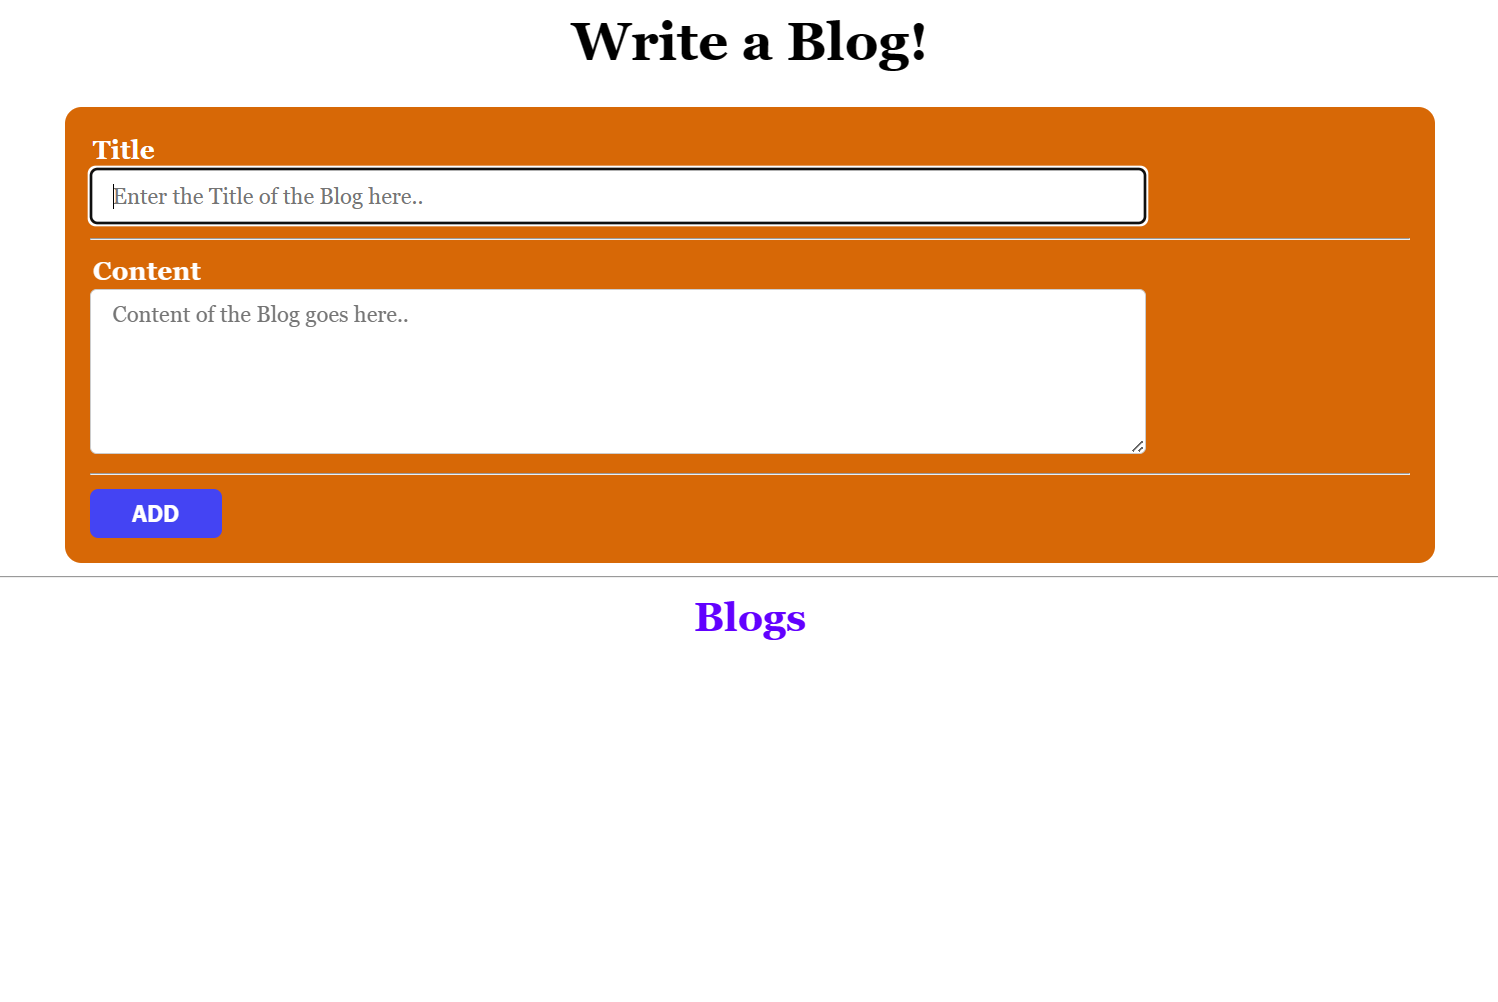 Write a Blog!
Title
Enter the Title of the Blog here..
Content
Content of the Blog goes here..
ADD
Blogs